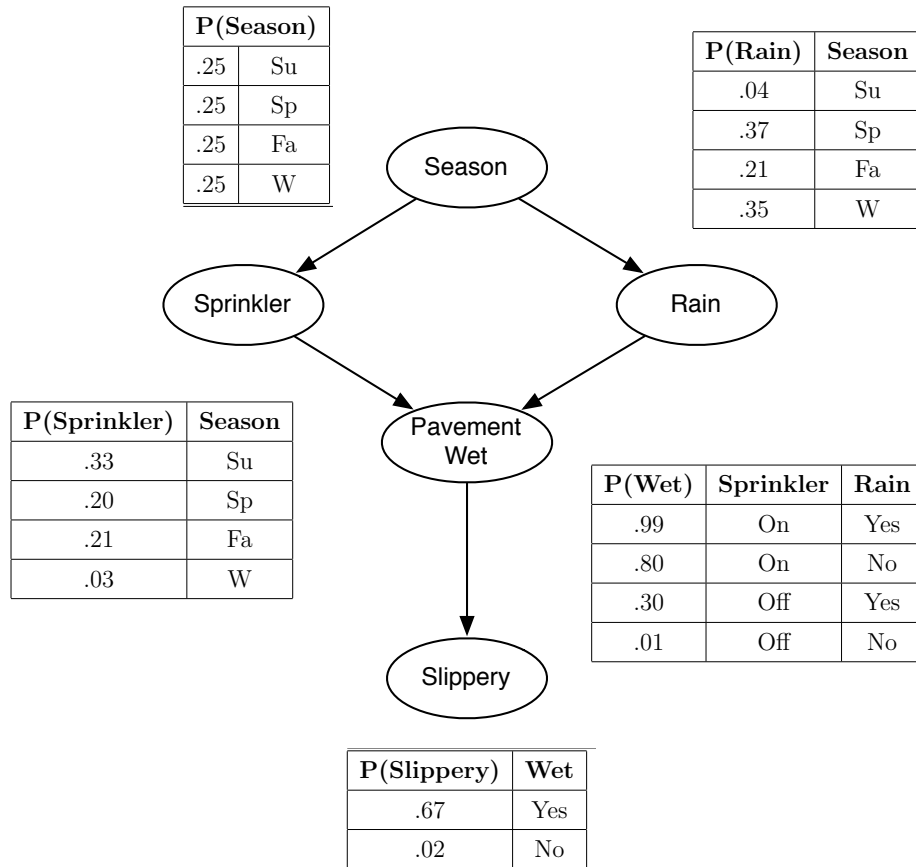 P(Season)
.25 Su
.25 Sp
.25 Fa
.25 W
P(Rain) Season
.04 Su
.37 Sp
.21 Fa
.35 W
Season
Sprinkler
Rain
P(Sprinkler) Season
.33 Su
.20 Sp
.21 Fa
.03 W
Pavement
Wet
P(Wet) Sprinkler Rain
.99 On Yes
.80 On No
.30 Off Yes
.01 Off No
Slippery
P(Slippery) Wet
.67 Yes
.02 No